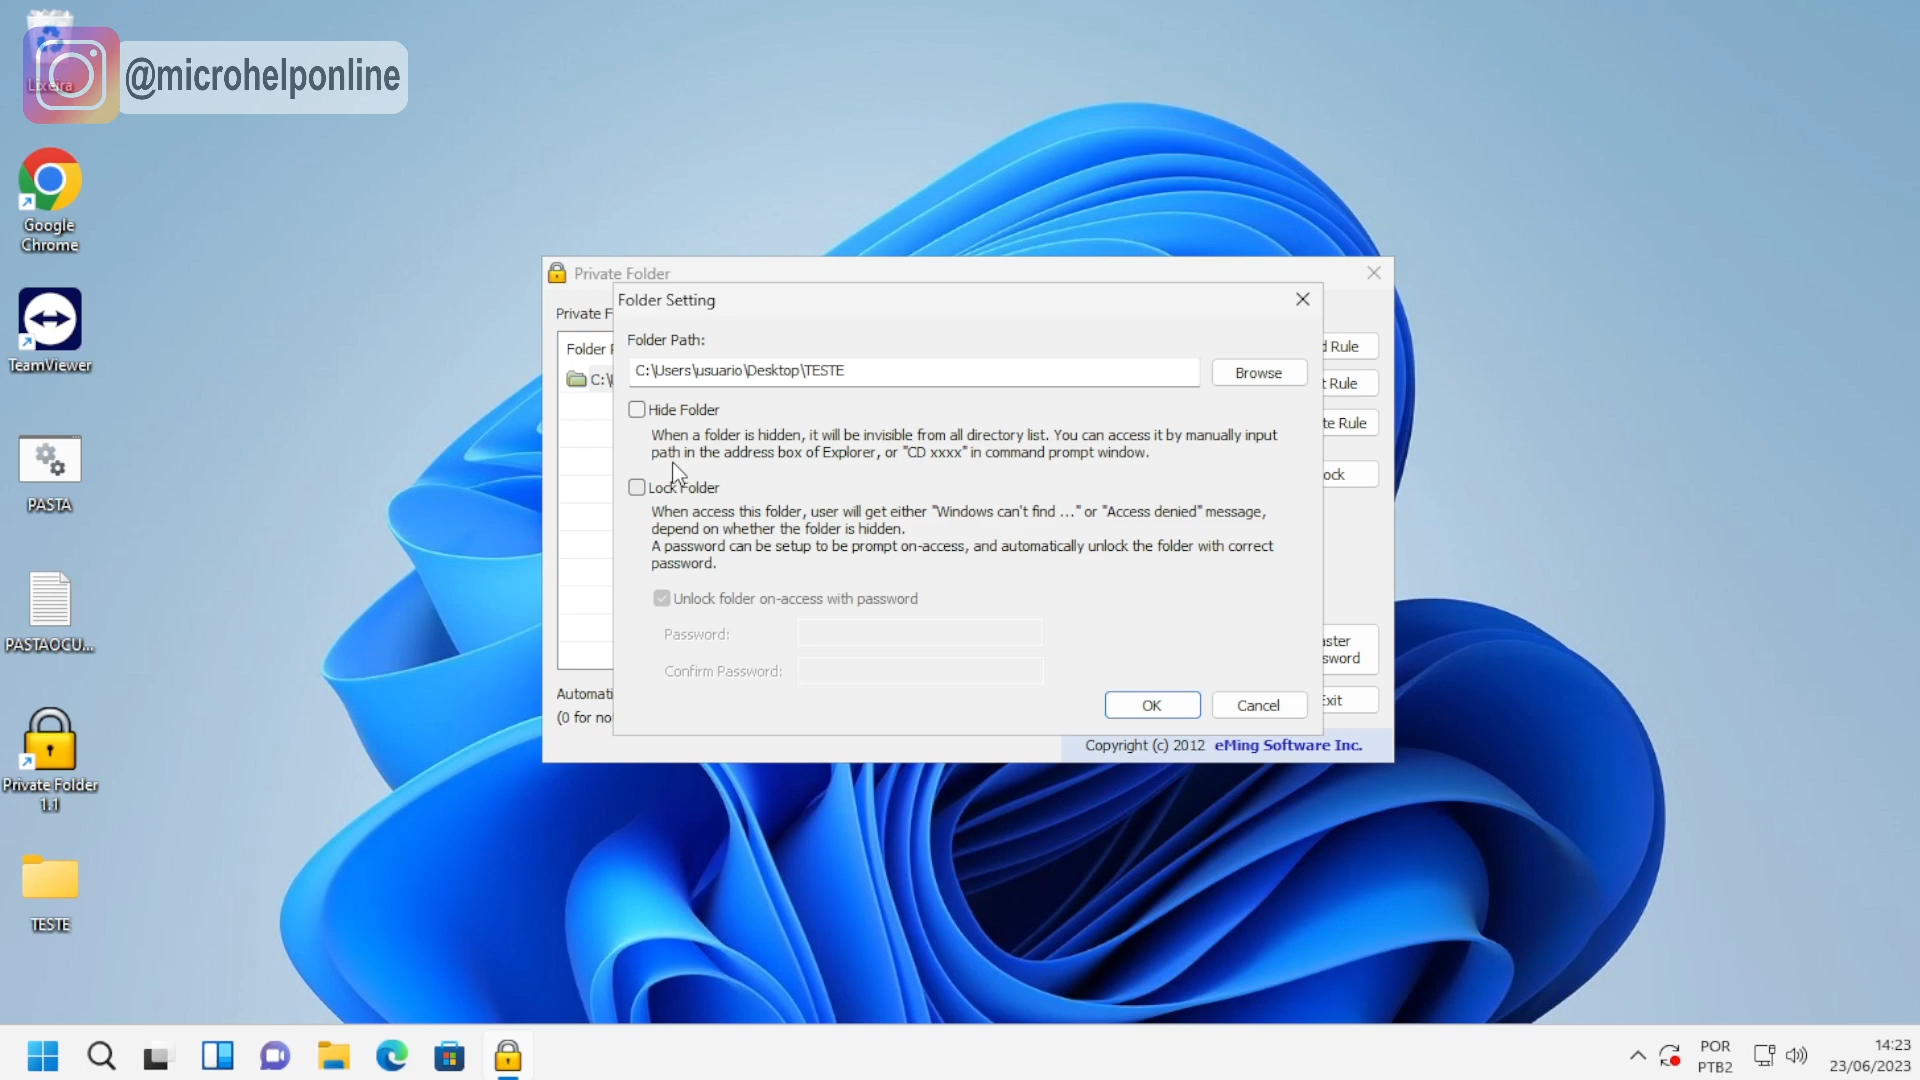 Lixeira
@microhelponline
Google
Chrome
TeamViewer
PASTA
PASTAOCU...
Private Folder
1.1
TESTE
Private Folder
Private F
Folder
C:\
Automati
(0 for no
Folder Setting
Folder Path:
C:\Users\usuario\Desktop\TESTE
Browse
Hide Folder
When a folder is hidden, it will be invisible from all directory list. You can access it by manually input
path in the address box of Explorer, or "CD xxxx" in command prompt window.
Lock Folder
When access this folder, user will get either "Windows can't find ..." or "Access denied" message,
depend on whether the folder is hidden.
A password can be setup to be prompt on-access, and automatically unlock the folder with correct
password.
Unlock folder on-access with password
Password:
Confirm Password:
OK
Cancel
d Rule
t Rule
te Rule
ock
aster
sword
Exit
Copyright (c) 2012 eMing Software Inc.
POR
PTB2
14:23
23/06/2023